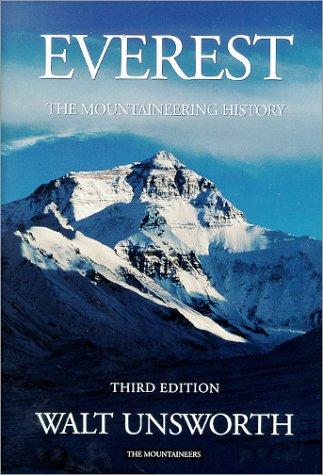 EVEREST
THE MOUNTAINEERING HISTORY
THIRD EDITION
WALT UNSWORTH
THE MOUNTAINEERS